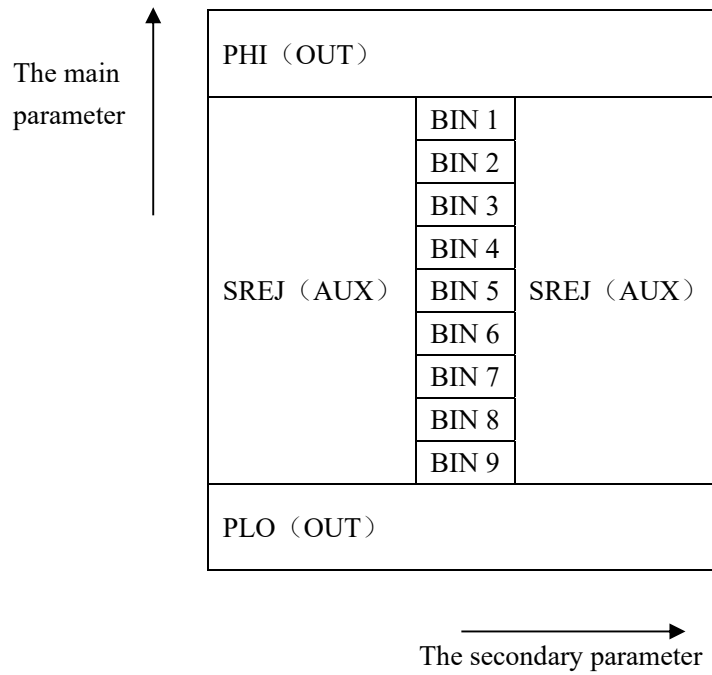 PHI（OUT）
The main
parameter
BIN 1
BIN 2
BIN 3
BIN 4
SREJ（AUX） BIN 5 SREJ（AUX）
BIN 6
BIN 7
BIN 8
BIN 9
PLO（OUT）
The secondary parameter